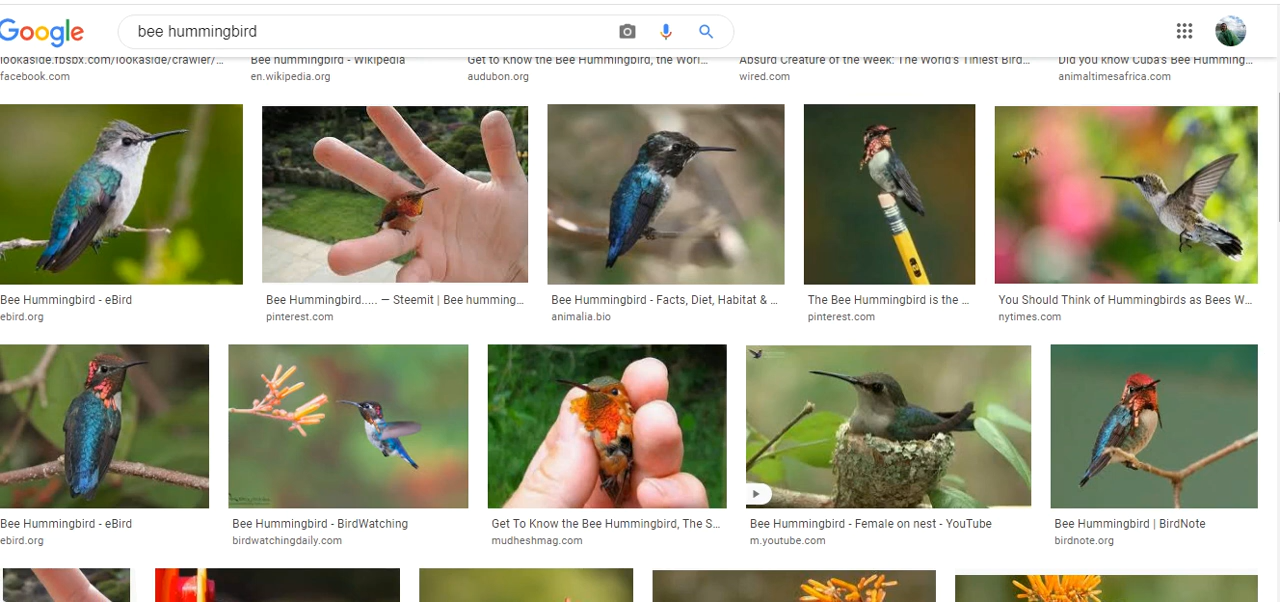 Google
bee hummingbird
lookaside.fbsbx.com/lookaside/crawler/...
Bee hummingbird - Wikipedia
Get to Know the Bee Hummingbird, the Worl...
Absurd Creature of the Week: The World's Tiniest Bird...
Did you know Cuba's Bee Humming...
facebook.com
en.wikipedia.org
audubon.org
wired.com
animaltimesafrica.com
Bee Hummingbird - eBird
Bee Hummingbird..... — Steemit | Bee humming...
Bee Hummingbird - Facts, Diet, Habitat & ...
The Bee Hummingbird is the ...
You Should Think of Hummingbirds as Bees W...
ebird.org
pinterest.com
animalia.bio
pinterest.com
nytimes.com
Bee Hummingbird - eBird
Bee Hummingbird - BirdWatching
Get To Know the Bee Hummingbird, The S...
Bee Hummingbird - Female on nest - YouTube
Bee Hummingbird | BirdNote
ebird.org
birdwatchingdaily.com
mudheshmag.com
m.youtube.com
birdnote.org